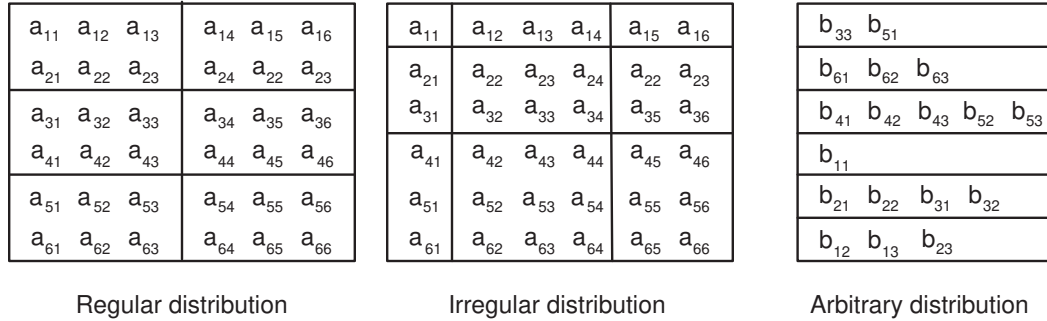 a11 a12 a13 a14 a15 a16
a21 a22 a23 a24 a22 a23
a31 a32 a33 a34 a35 a36
a41 a42 a43 a44 a45 a46
a51 a52 a53 a54 a55 a56
a61 a62 a63 a64 a65 a66
Regular distribution
a11 a12 a13 a14 a15 a16
a21 a22 a23 a24 a22 a23
a31 a32 a33 a34 a35 a36
a41 a42 a43 a44 a45 a46
a51 a52 a53 a54 a55 a56
a61 a62 a63 a64 a65 a66
Irregular distribution
b33 b51
b61 b62 b63
b41 b42 b43 b52 b53
b11
b21 b22 b31 b32
b12 b13 b23
Arbitrary distribution